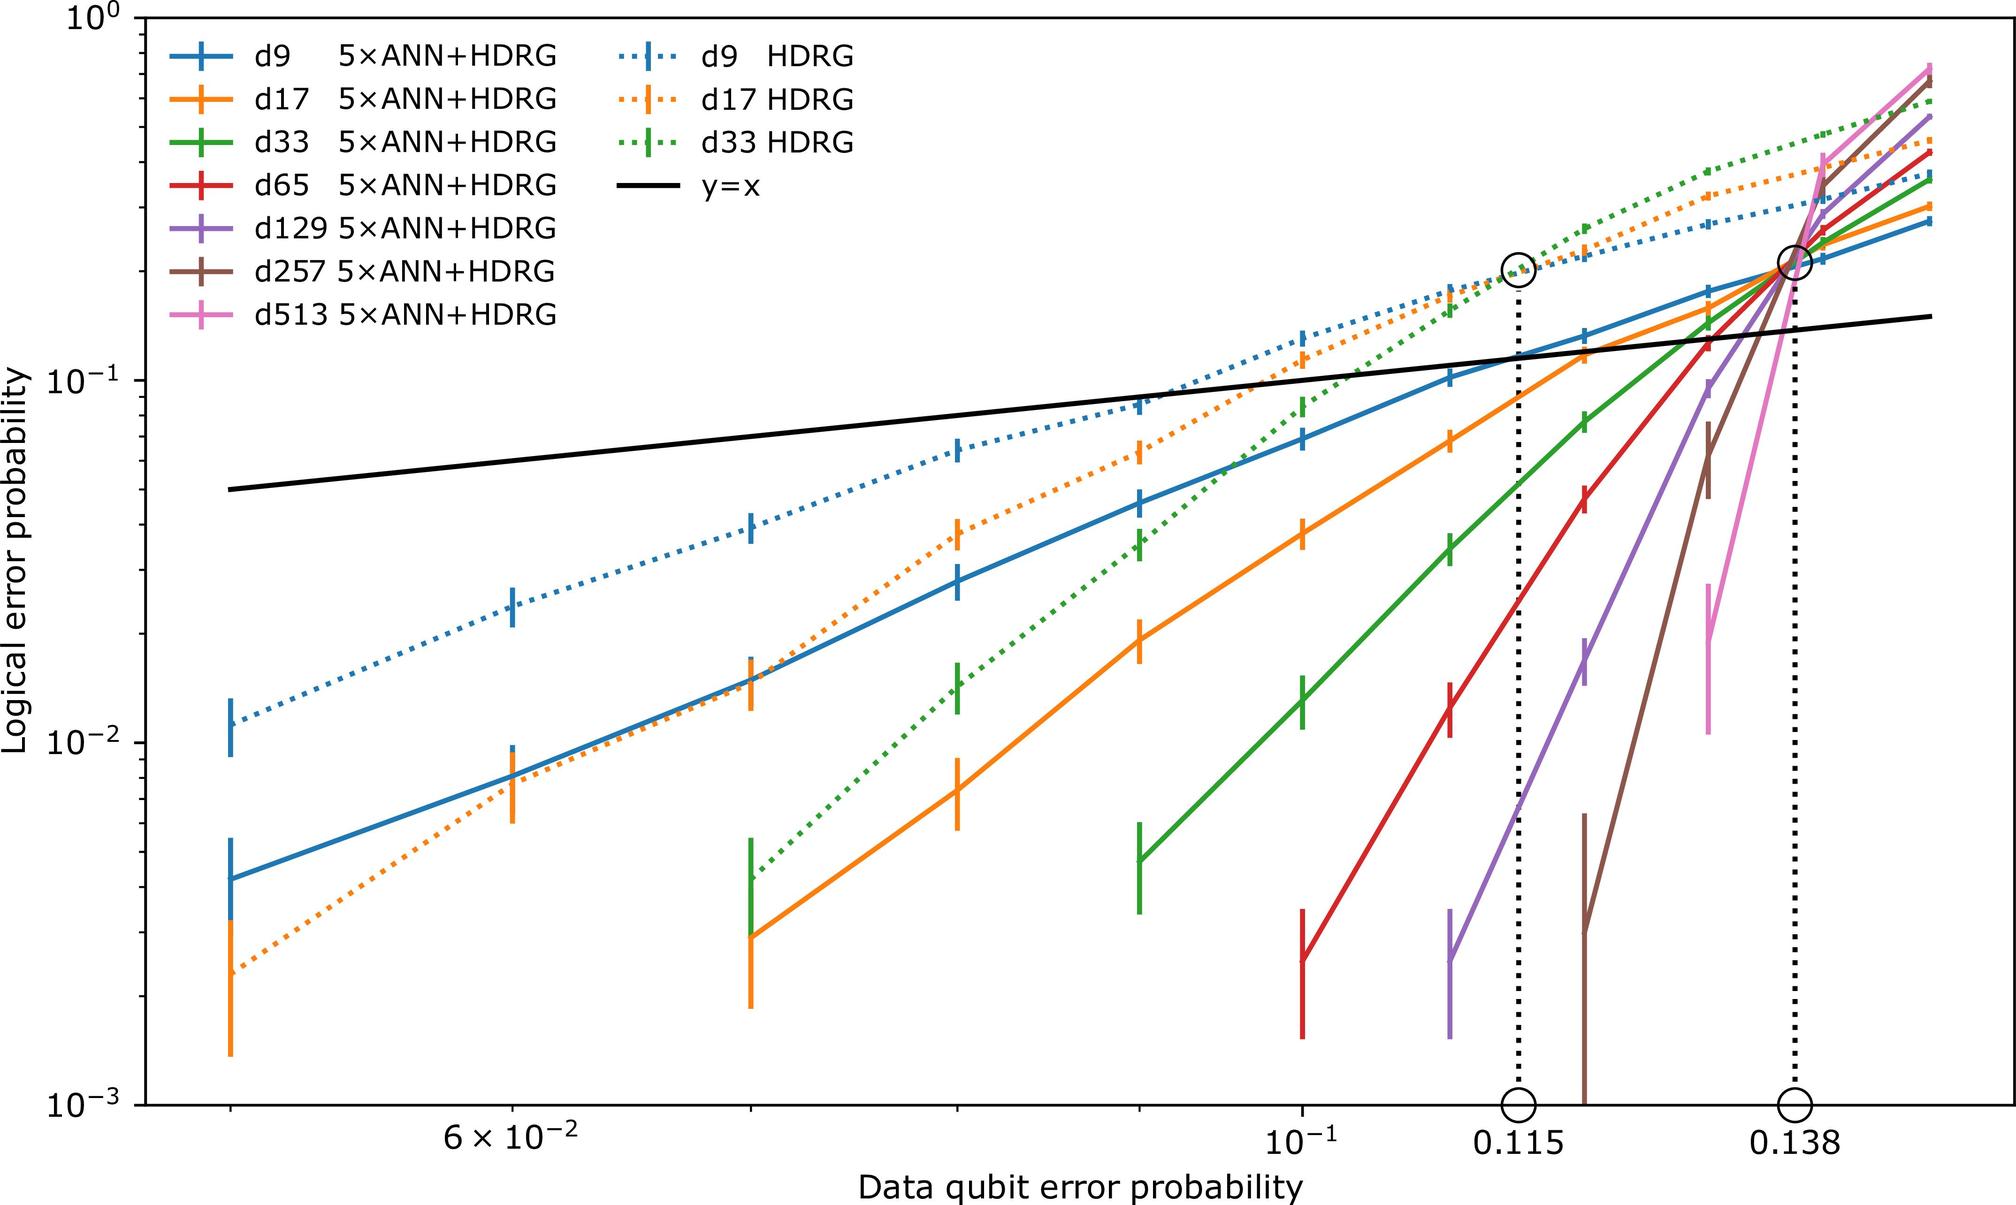 10⁰
d9 5×ANN+HDRG
d17 5×ANN+HDRG
d33 5×ANN+HDRG
d65 5×ANN+HDRG
d129 5×ANN+HDRG
d257 5×ANN+HDRG
d513 5×ANN+HDRG
d9 HDRG
d17 HDRG
d33 HDRG
y=x
Logical error probability
10⁻¹
10⁻²
10⁻³
6 × 10⁻²
10⁻¹
0.115
0.138
Data qubit error probability